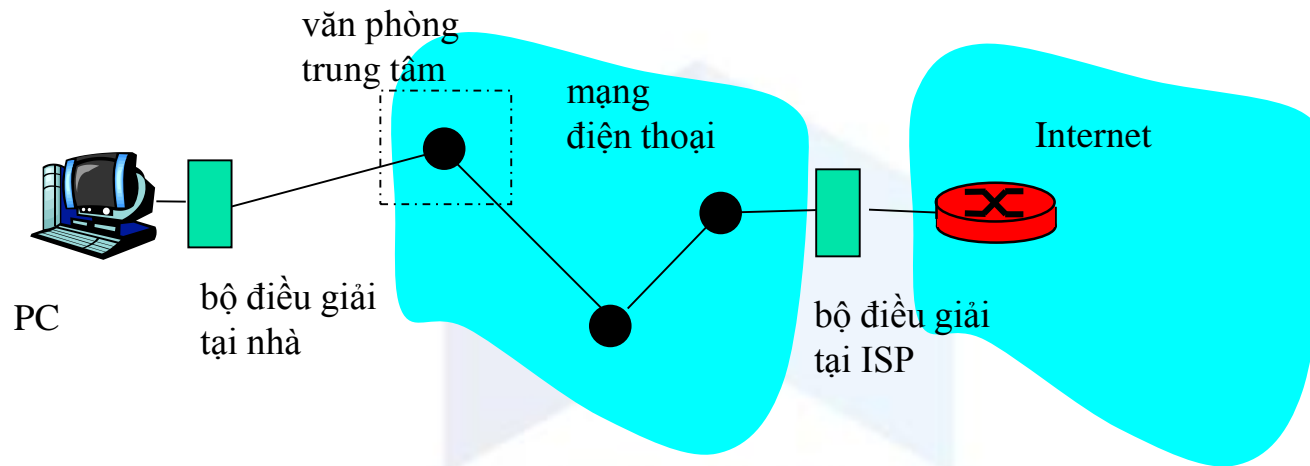 văn phòng
trung tâm
mạng
điện thoại
Internet
PC
bộ điều giải
tại nhà
bộ điều giải
tại ISP